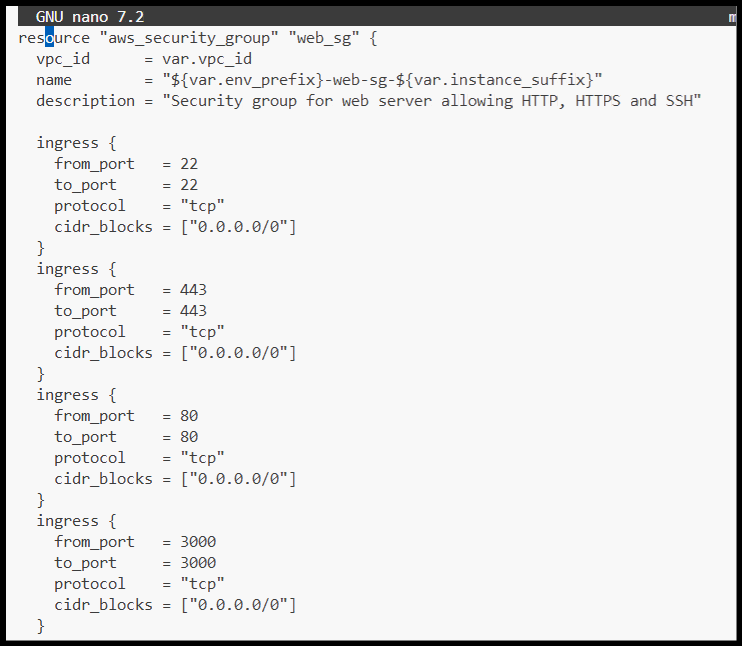 GNU nano 7.2 m
resource "aws_security_group" "web_sg" {
  vpc_id      = var.vpc_id
  name        = "${var.env_prefix}-web-sg-${var.instance_suffix}"
  description = "Security group for web server allowing HTTP, HTTPS and SSH"

  ingress {
    from_port   = 22
    to_port     = 22
    protocol    = "tcp"
    cidr_blocks = ["0.0.0.0/0"]
  }
  ingress {
    from_port   = 443
    to_port     = 443
    protocol    = "tcp"
    cidr_blocks = ["0.0.0.0/0"]
  }
  ingress {
    from_port   = 80
    to_port     = 80
    protocol    = "tcp"
    cidr_blocks = ["0.0.0.0/0"]
  }
  ingress {
    from_port   = 3000
    to_port     = 3000
    protocol    = "tcp"
    cidr_blocks = ["0.0.0.0/0"]
  }